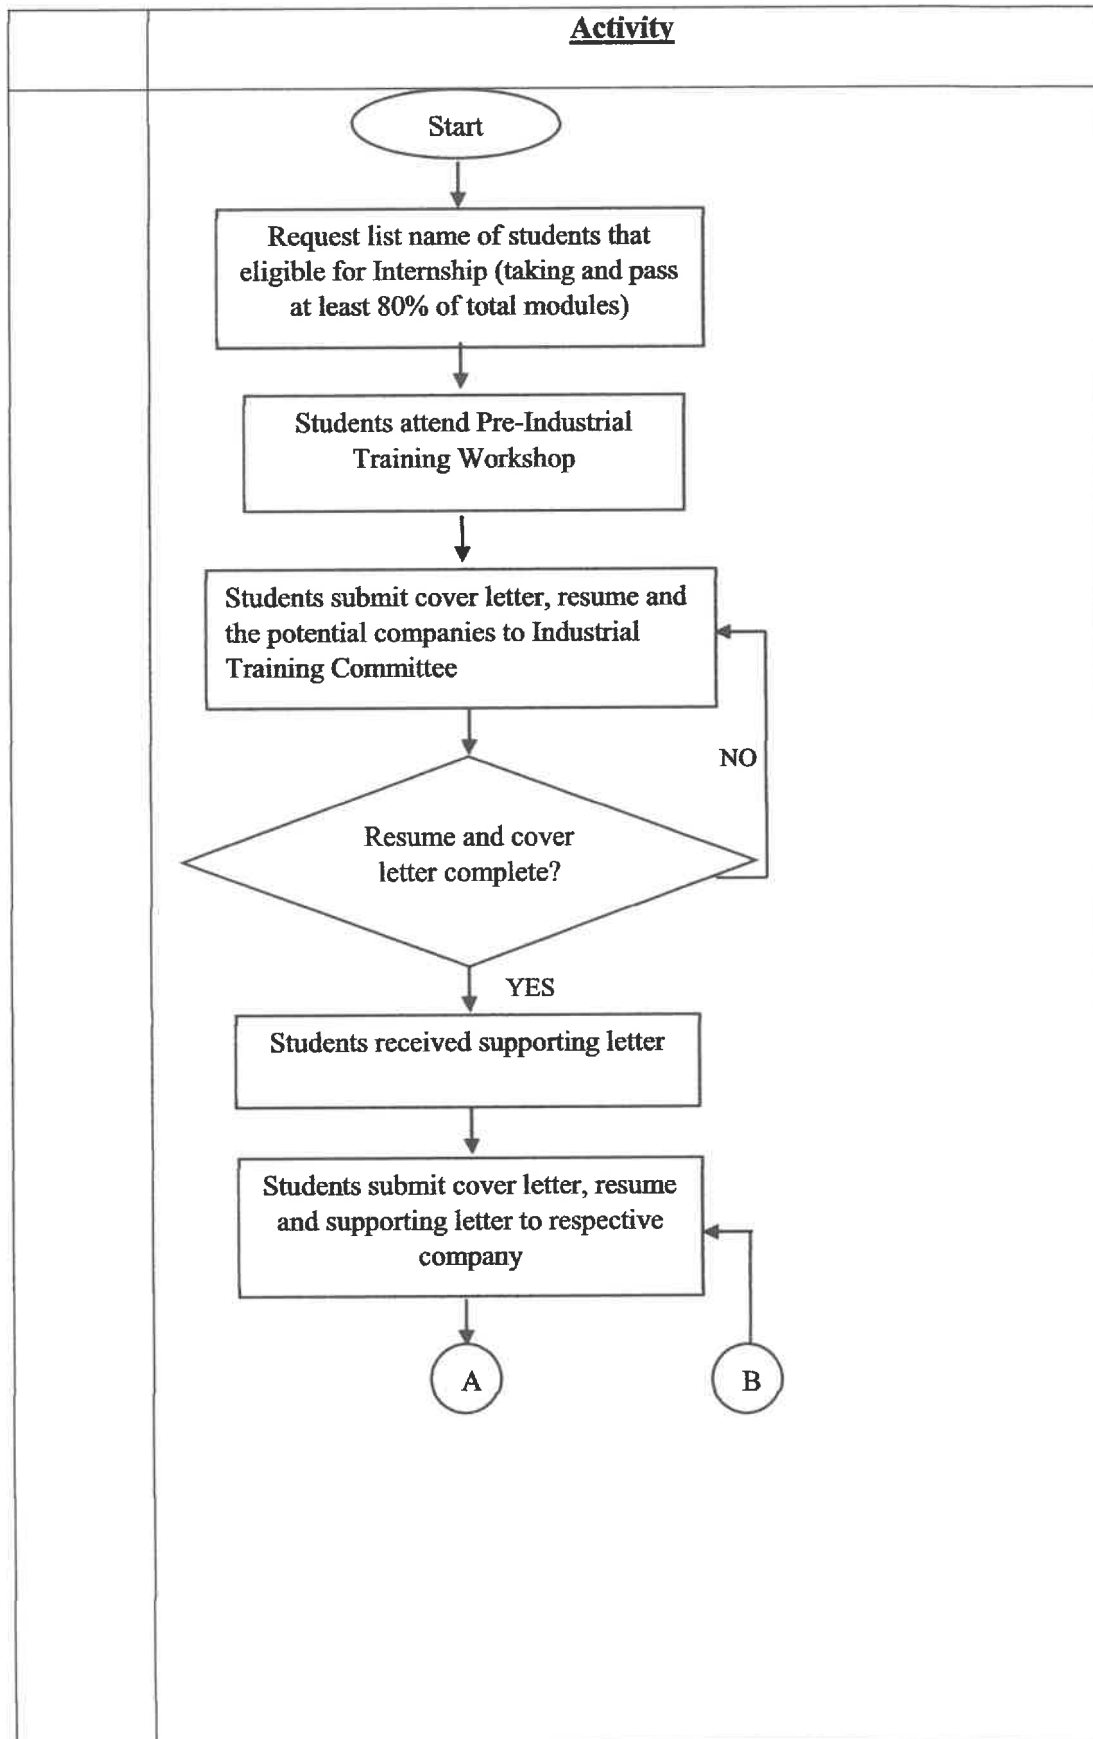 Activity
Start
Request list name of students that
eligible for Internship (taking and pass
at least 80% of total modules)
Students attend Pre-Industrial
Training Workshop
Students submit cover letter, resume and
the potential companies to Industrial
Training Committee
NO
Resume and cover
letter complete?
YES
Students received supporting letter
Students submit cover letter, resume
and supporting letter to respective
company
A
B